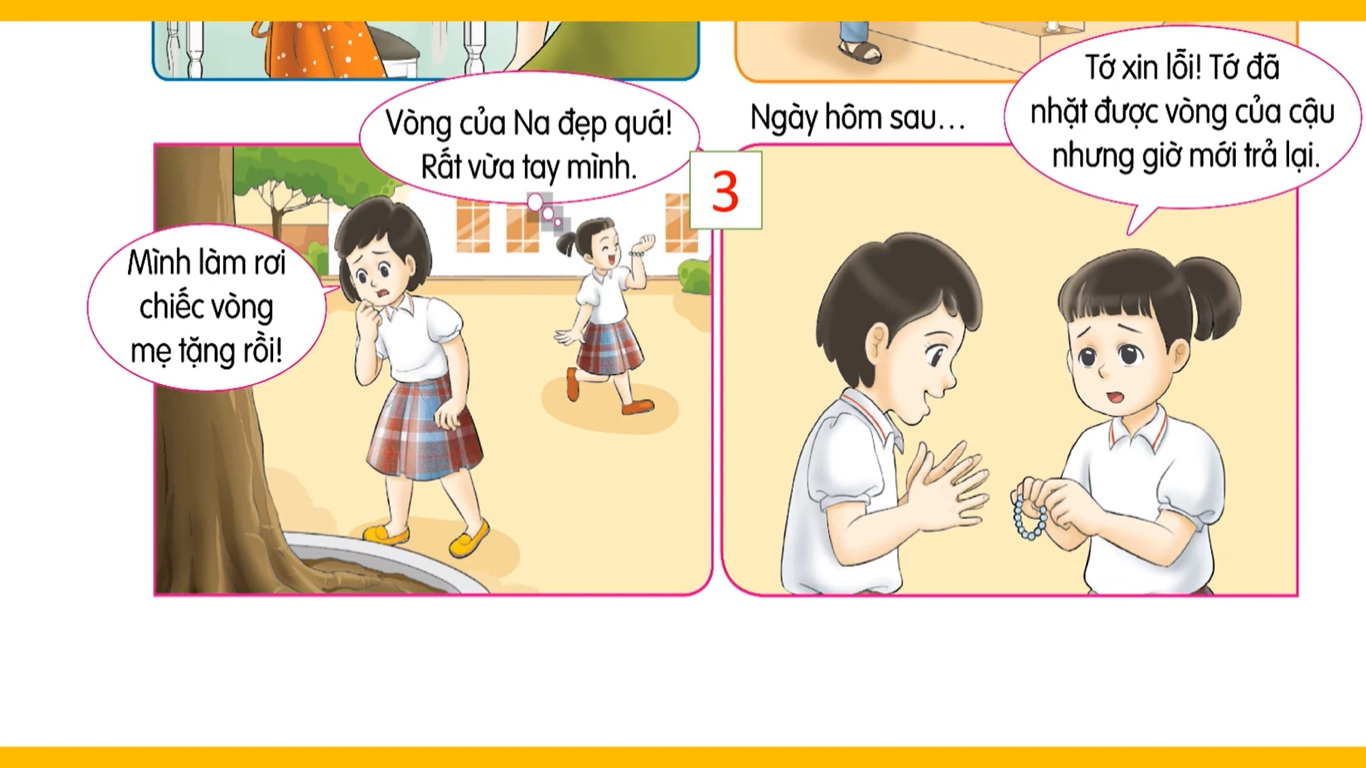 Vòng của Na đẹp quá!
Rất vừa tay mình.
Mình làm rơi
chiếc vòng
mẹ tặng rồi!
3
Ngày hôm sau...
Tớ xin lỗi! Tớ đã
nhặt được vòng của cậu
nhưng giờ mới trả lại.